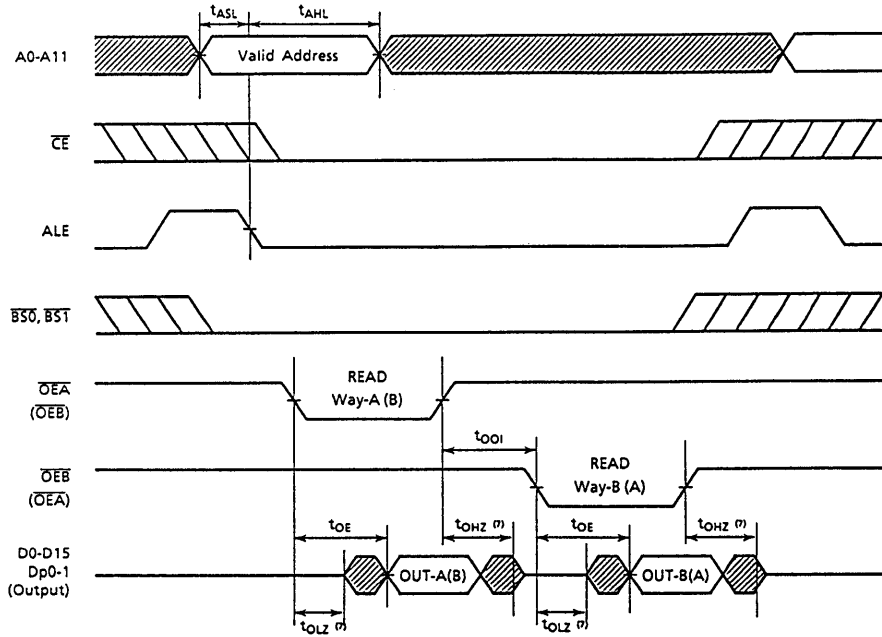 tASL tAHL
A0-A11 Valid Address
CE
ALE
BS0, BS1
OEA
(OEB)
READ
Way-A (B)
tOOI
OEB
(OEA)
READ
Way-B (A)
tOE tOHZ (7) tOE tOHZ (7)
D0-D15
Dp0-1
(Output)
OUT-A(B) OUT-B(A)
tOLZ (7) tOLZ (7)